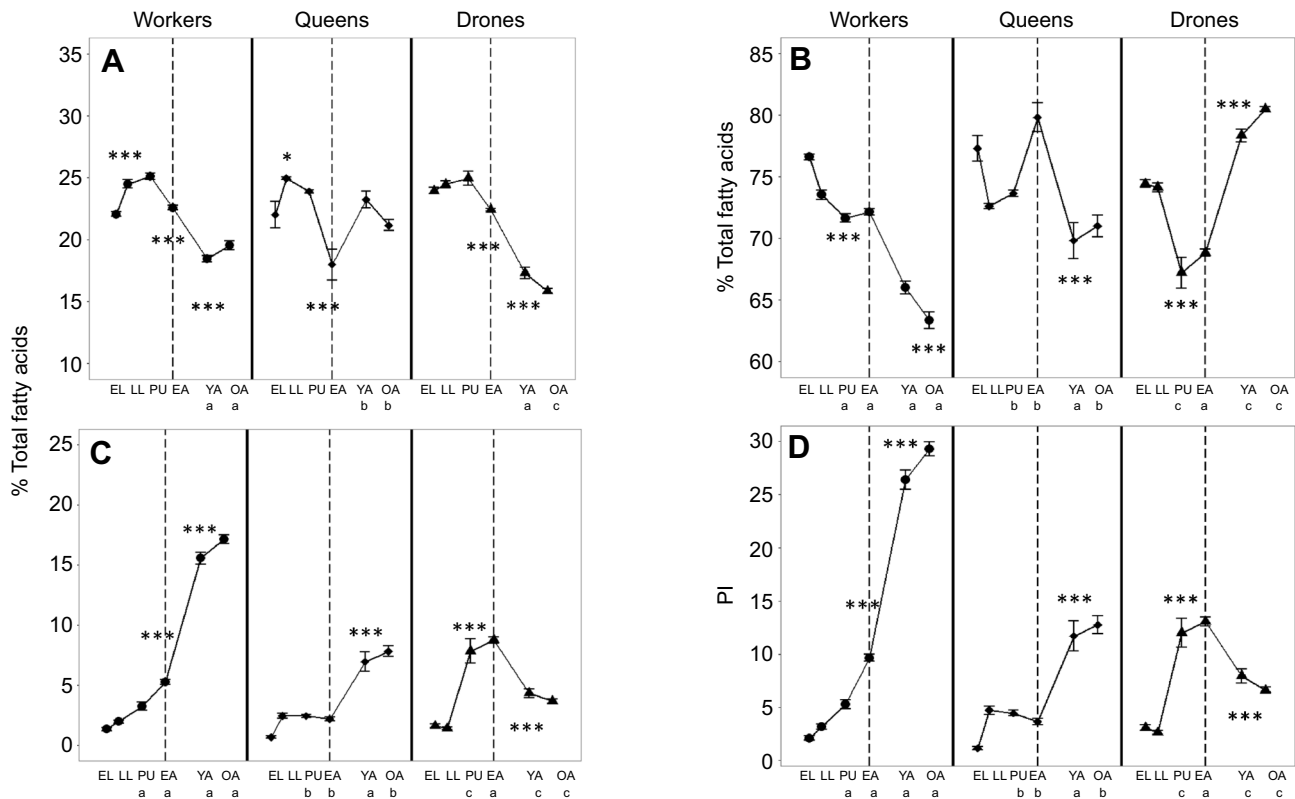 Workers Queens Drones
Workers Queens Drones
% Total fatty acids
A
35
30
25
20
15
10
***
***
***
*
***
***
***
EL LL PU EA YA OA
a a
EL LL PU EA YA OA
b b
EL LL PU EA YA OA
a c
B
% Total fatty acids
85
80
75
70
65
60
***
***
***
***
***
EL LL PU EA YA OA
a a a a
EL LL PU EA YA OA
b b a b
EL LL PU EA YA OA
c a c c
C
25
20
15
10
5
0
***
***
***
***
***
EL LL PU EA YA OA
a a a a
EL LL PU EA YA OA
b b a b
EL LL PU EA YA OA
c a c c
D
PI
30
25
20
15
10
5
0
***
***
***
***
***
EL LL PU EA YA OA
a a a a
EL LL PU EA YA OA
b b a b
EL LL PU EA YA OA
c a c c